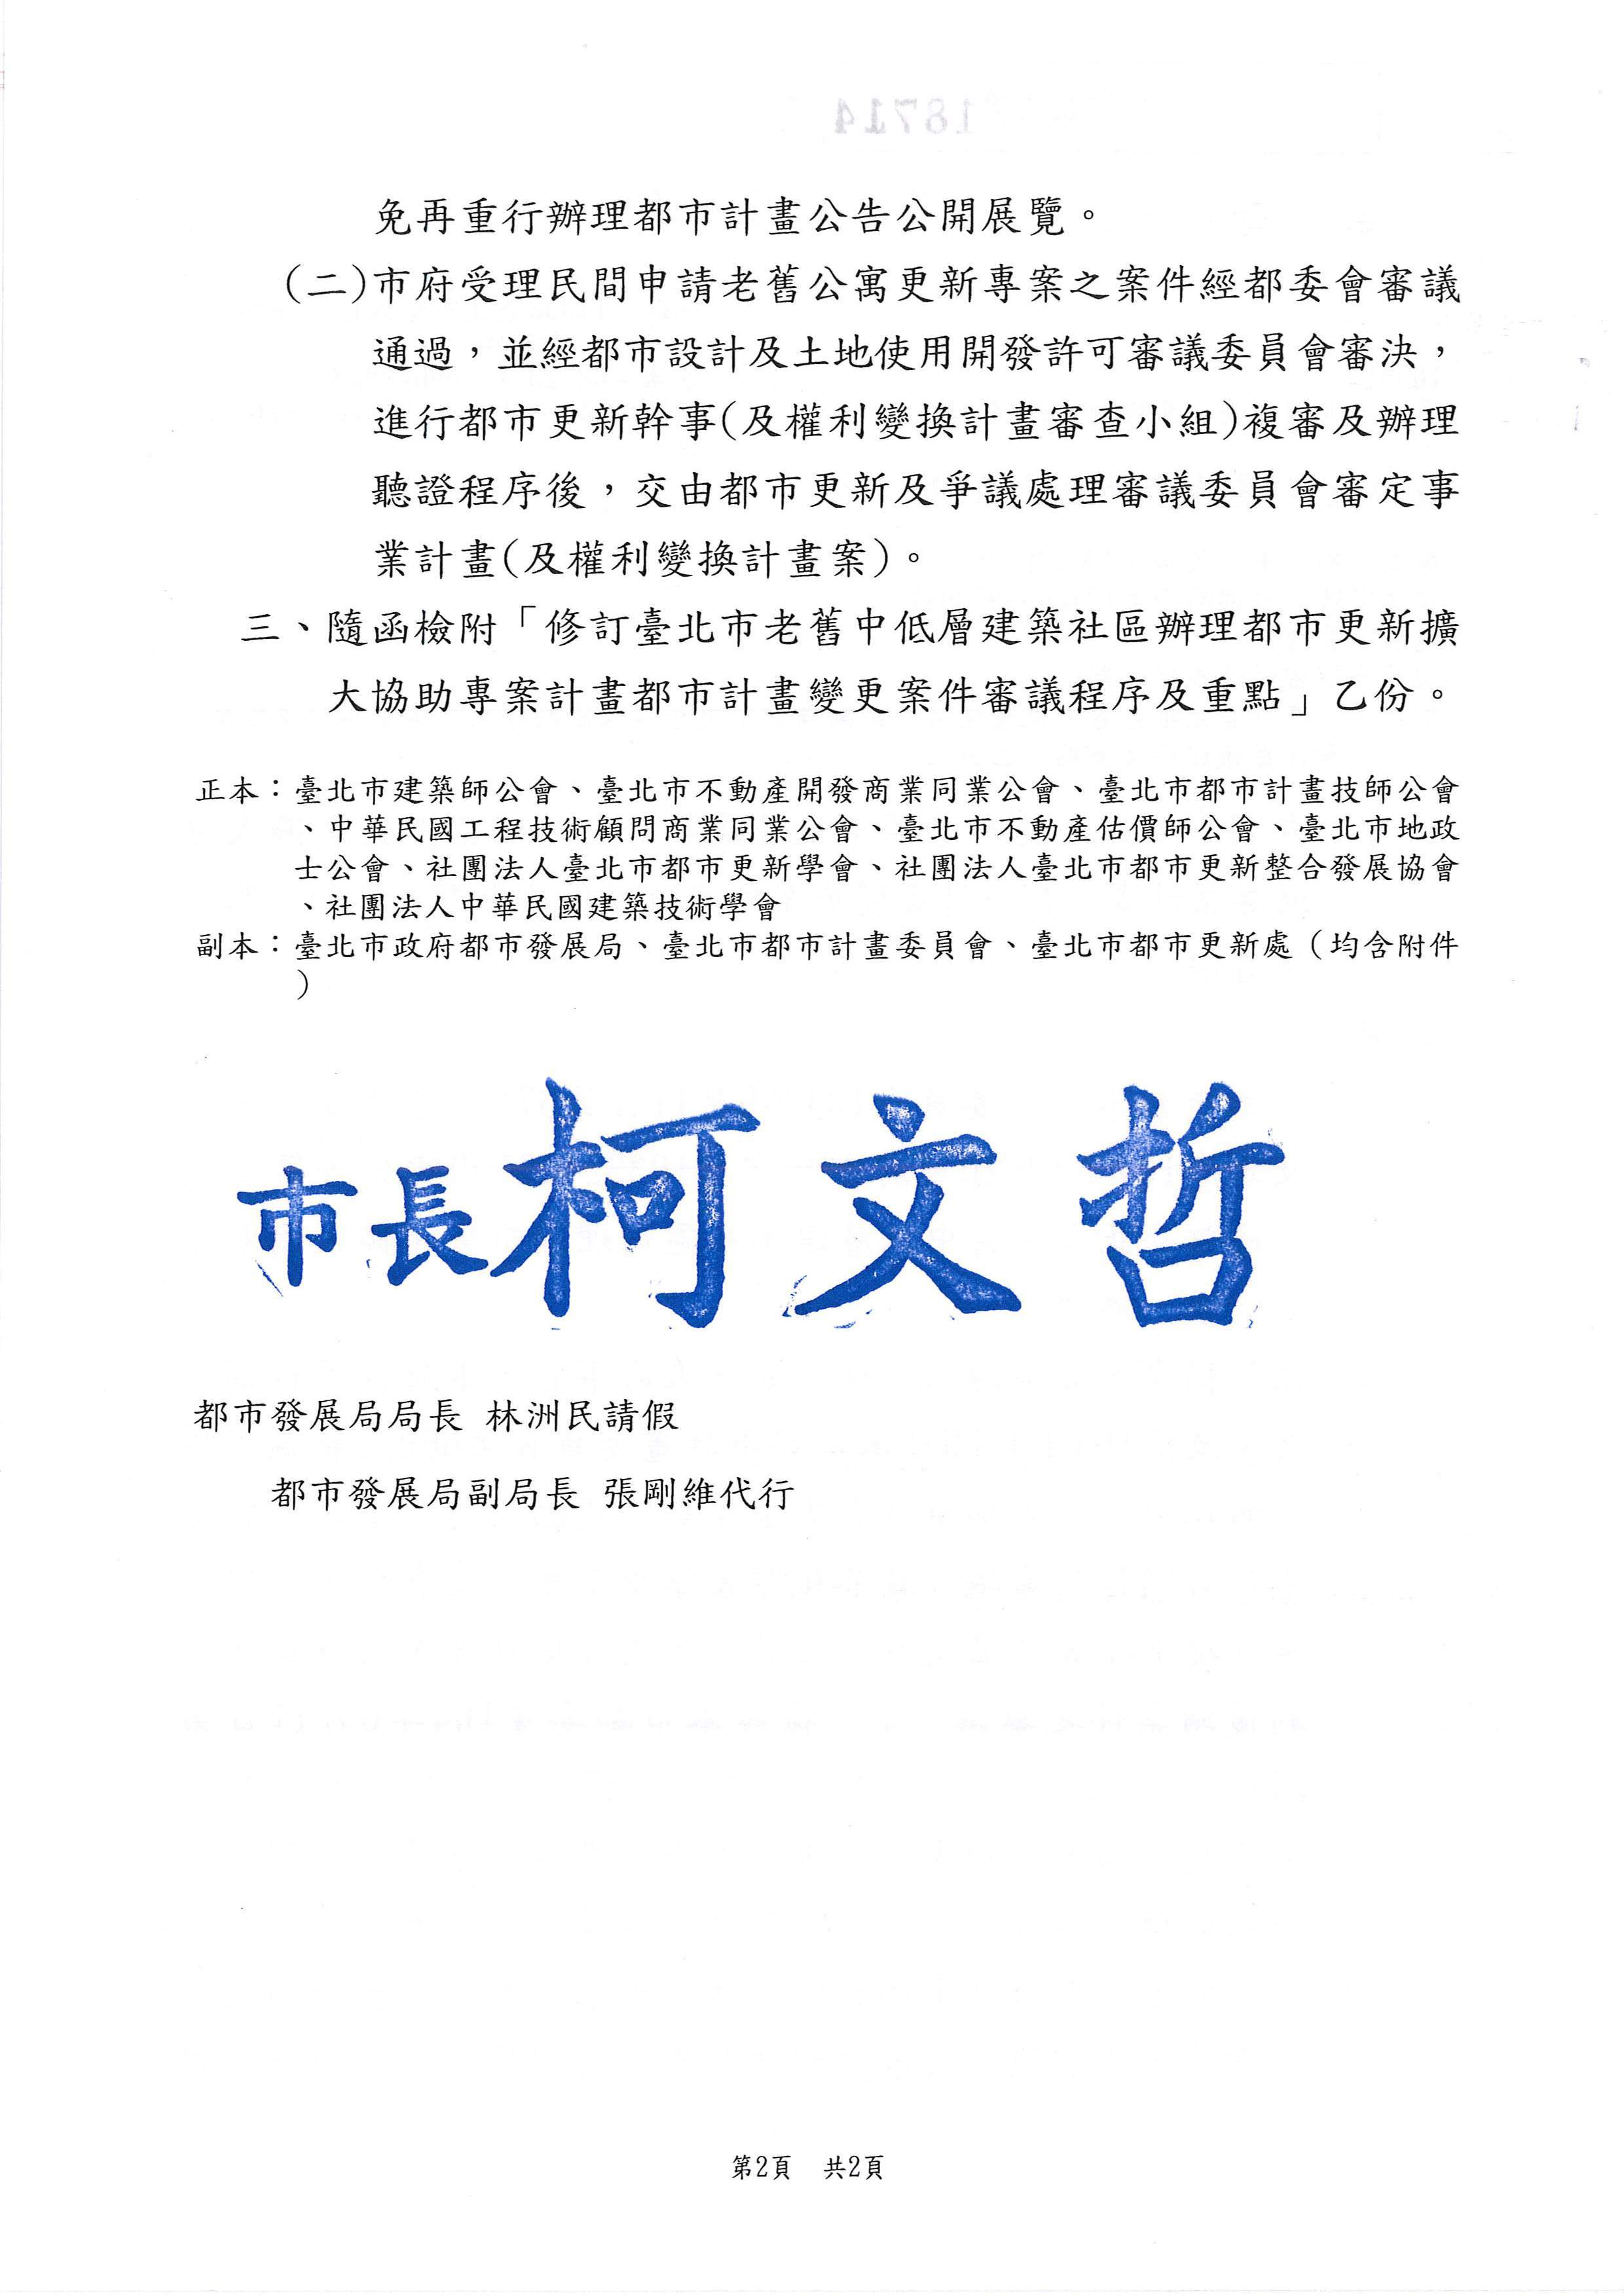 18714
免再重行辦理都市計畫公告公開展覽。
(二)市府受理民間申請老舊公寓更新專案之案件經都委會審議
通過，並經都市設計及土地使用開發許可審議委員會審決，
進行都市更新幹事(及權利變換計畫審查小組)複審及辦理
聽證程序後，交由都市更新及爭議處理審議委員會審定事
業計畫(及權利變換計畫案)。
三、隨函檢附「修訂臺北市老舊中低層建築社區辦理都市更新擴
大協助專案計畫都市計畫變更案件審議程序及重點」乙份。
正本：臺北市建築師公會、臺北市不動產開發商業同業公會、臺北市都市計畫技師公會
、中華民國工程技術顧問商業同業公會、臺北市不動產估價師公會、臺北市地政
士公會、社團法人臺北市都市更新學會、社團法人臺北市都市更新整合發展協會
、社團法人中華民國建築技術學會
副本：臺北市政府都市發展局、臺北市都市計畫委員會、臺北市都市更新處（均含附件
）
市長柯文哲
都市發展局局長 林洲民請假
都市發展局副局長 張剛維代行
第2頁 共2頁